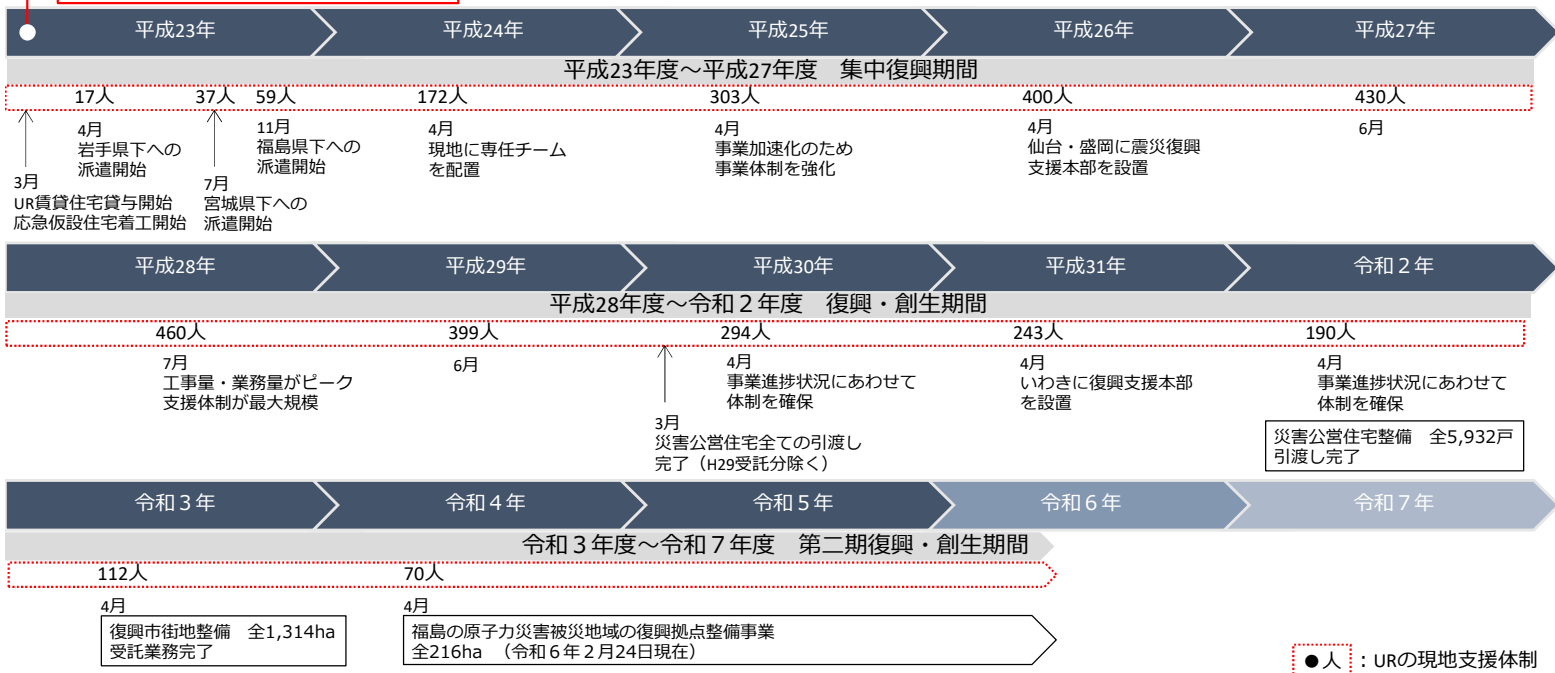 平成23年
平成24年
平成25年
平成26年
平成27年
平成23年度～平成27年度　集中復興期間
17人
37人
59人
172人
303人
400人
430人
3月
UR賃貸住宅貸与開始
応急仮設住宅着工開始
4月
岩手県下への
派遣開始
7月
宮城県下への
派遣開始
11月
福島県下への
派遣開始
4月
現地に専任チーム
を配置
4月
事業加速化のため
事業体制を強化
4月
仙台・盛岡に震災復興
支援本部を設置
6月
平成28年
平成29年
平成30年
平成31年
令和２年
平成28年度～令和２年度　復興・創生期間
460人
399人
294人
243人
190人
7月
工事量・業務量がピーク
支援体制が最大規模
6月
3月
災害公営住宅全ての引渡し
完了（H29受託分除く）
4月
事業進捗状況にあわせて
体制を確保
4月
いわきに復興支援本部
を設置
4月
事業進捗状況にあわせて
体制を確保
災害公営住宅整備　全5,932戸
引渡し完了
令和３年
令和４年
令和５年
令和６年
令和７年
令和３年度～令和７年度　第二期復興・創生期間
112人
70人
4月
復興市街地整備　全1,314ha
受託業務完了
4月
福島の原子力災害被災地域の復興拠点整備事業
全216ha　（令和６年２月24日現在）
●人：URの現地支援体制